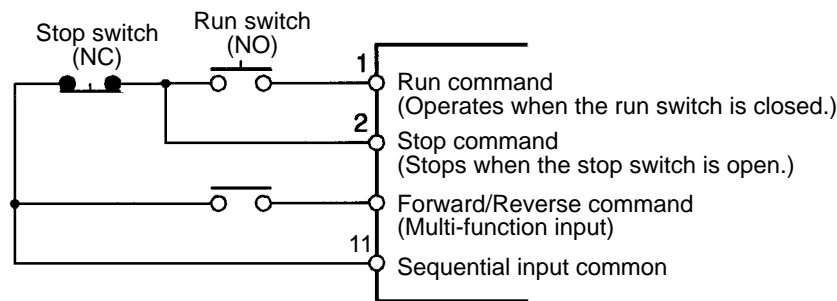 Stop switch
(NC)
Run switch
(NO)
1
Run command
(Operates when the run switch is closed.)
2
Stop command
(Stops when the stop switch is open.)
Forward/Reverse command
(Multi-function input)
11
Sequential input common